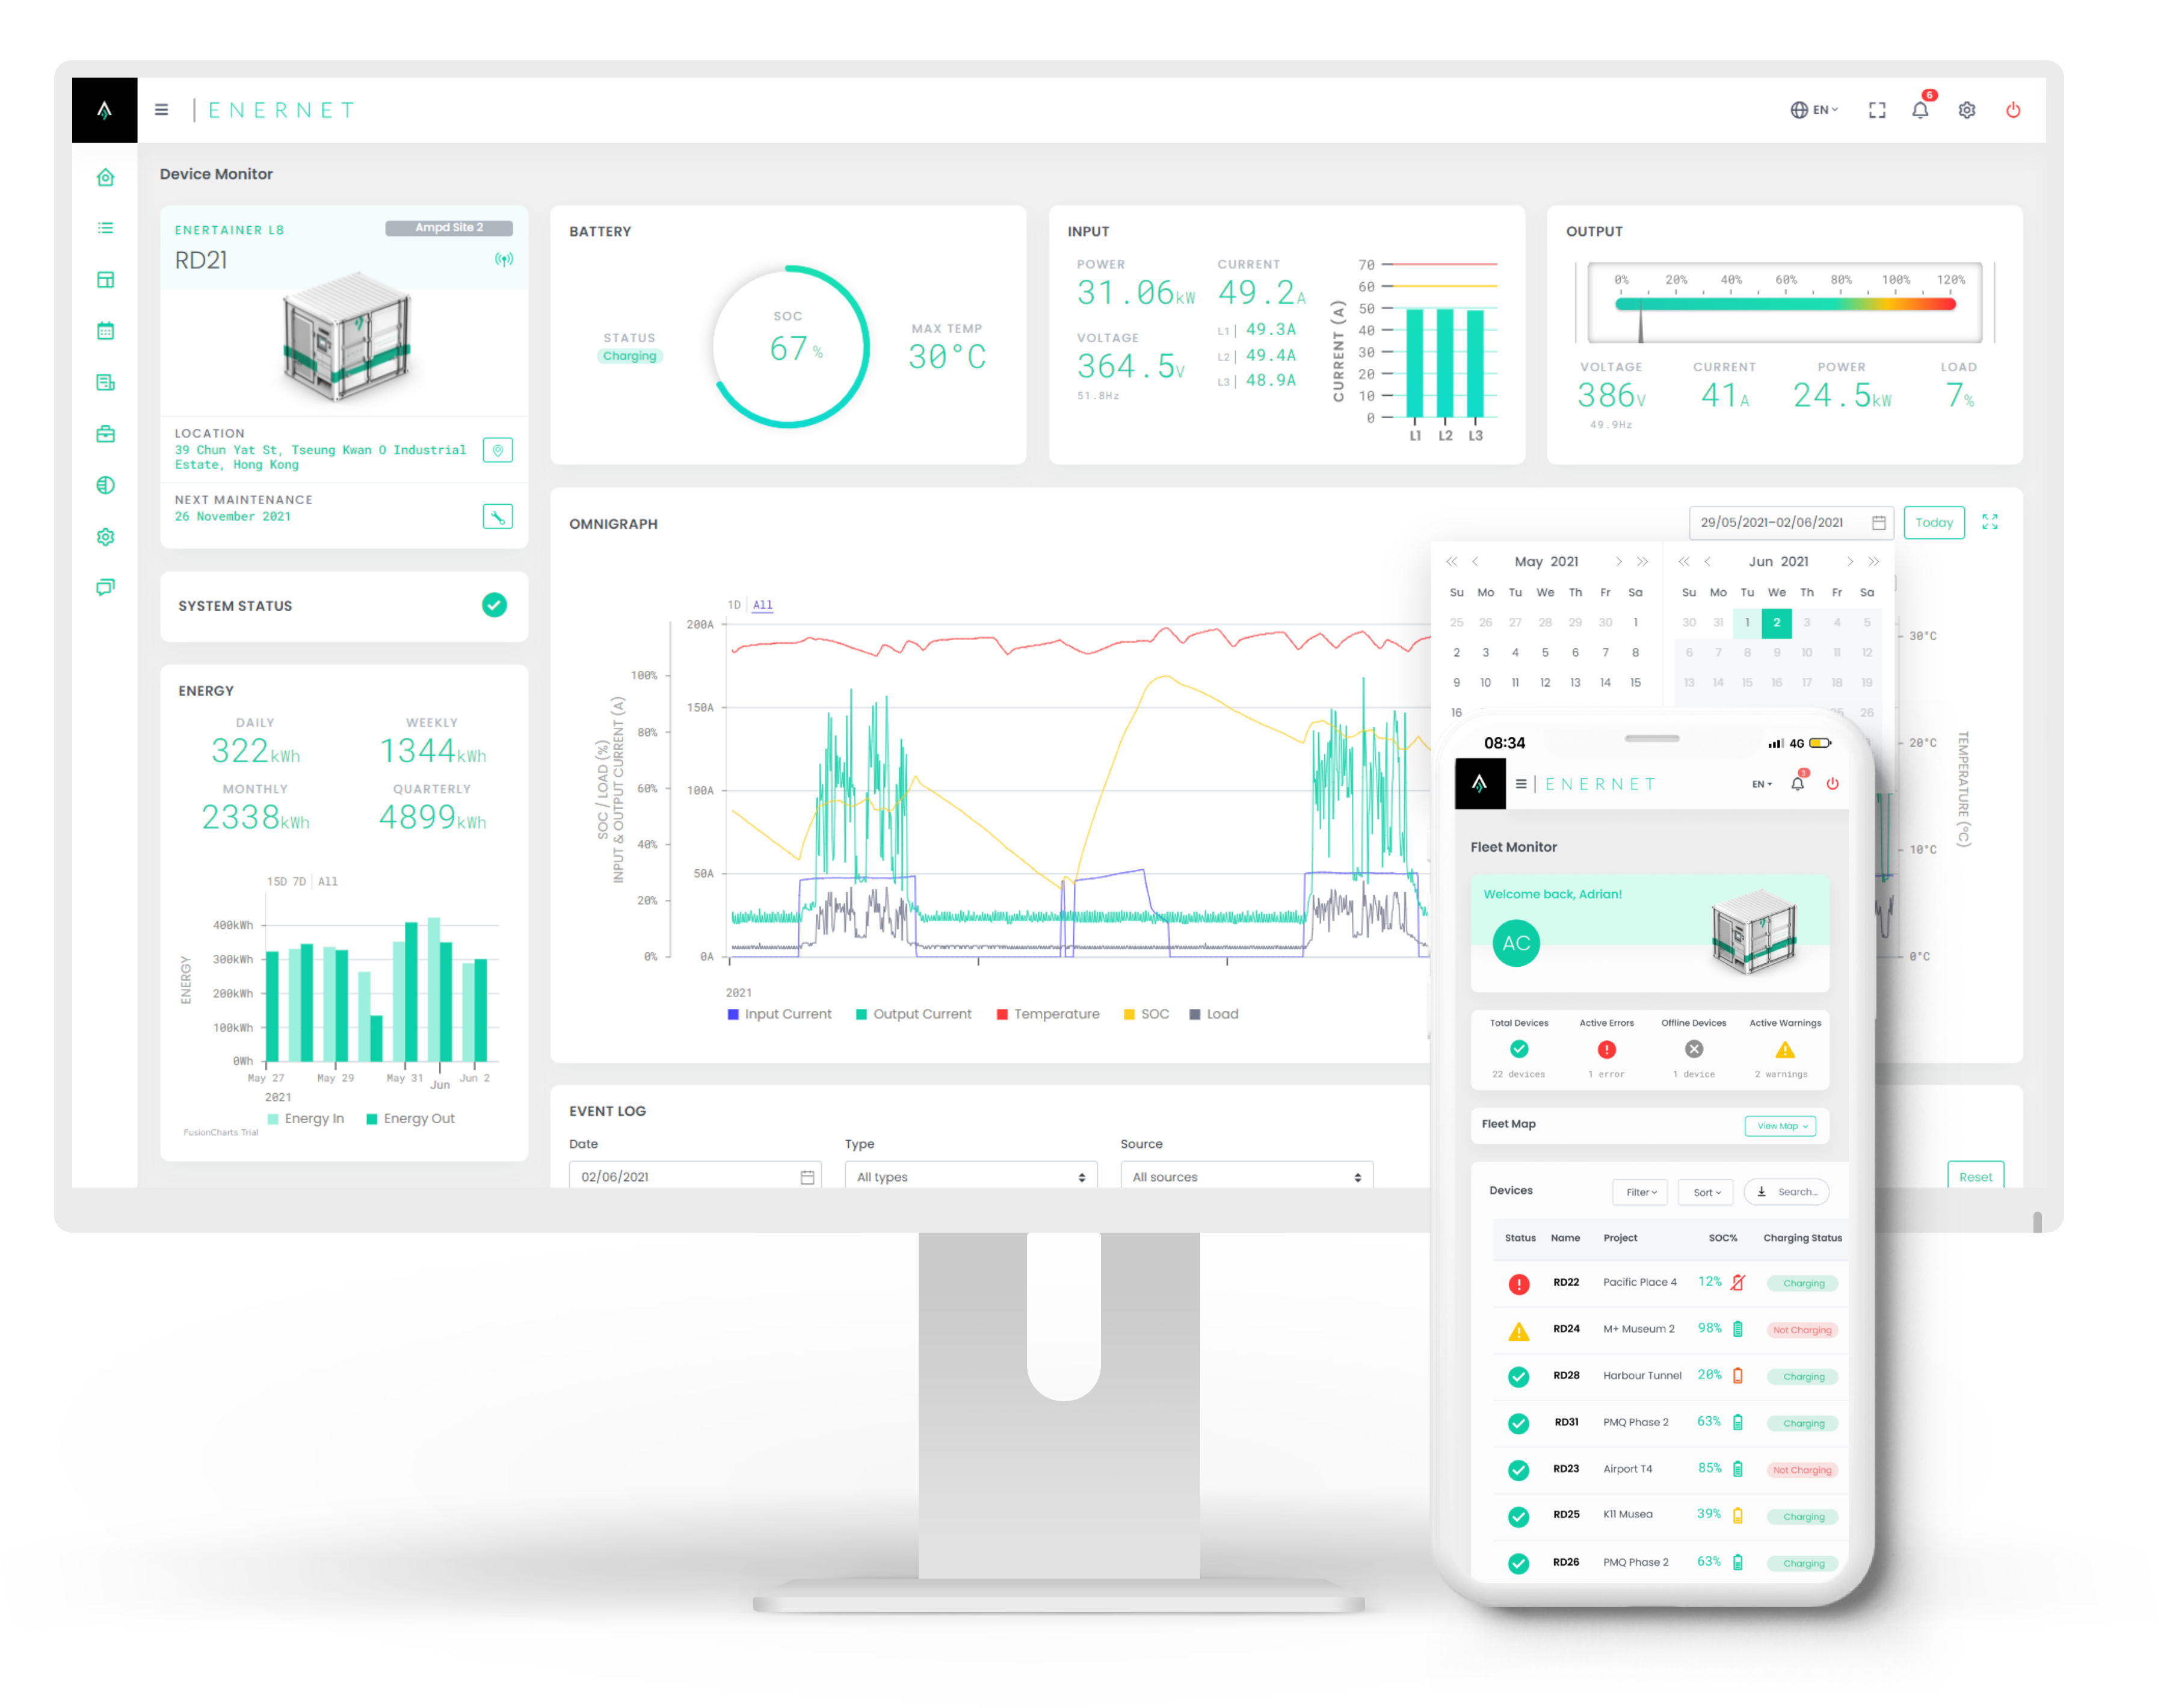 ENERNET
EN
6
Device Monitor
ENERTAINER L8
Ampd Site 2
RD21
LOCATION
39 Chun Yat St, Tseung Kwan O Industrial
Estate, Hong Kong
NEXT MAINTENANCE
26 November 2021
SYSTEM STATUS
ENERGY
DAILY
WEEKLY
322kWh
1344kWh
MONTHLY
QUARTERLY
2338kWh
4899kWh
15D 7D All
400kWh
300kWh
200kWh
100kWh
0Wh
ENERGY
May 27 May 29 May 31 Jun Jun 2
2021
Energy In Energy Out
FusionCharts Trial
BATTERY
STATUS
Charging
SOC
67%
MAX TEMP
30°C
INPUT
POWER
31.06kW
CURRENT
49.2A
VOLTAGE
364.5V
51.8Hz
L1| 49.3A
L2| 49.4A
L3| 48.9A
CURRENT (A)
70
60
50
40
30
20
10
0
L1 L2 L3
OUTPUT
0% 20% 40% 60% 80% 100% 120%
VOLTAGE CURRENT POWER LOAD
386V 41A 24.5kW 7%
49.9Hz
OMNIGRAPH
29/05/2021-02/06/2021
Today
1D All
SOC / LOAD (%)
INPUT & OUTPUT CURRENT (A)
100%
80%
60%
40%
20%
0%
200A
150A
100A
50A
0A
2021
Input Current Output Current Temperature SOC Load
30°C
20°C
10°C
0°C
TEMPERATURE (°C)
May 2021
Su Mo Tu We Th Fr Sa
25 26 27 28 29 30 1
2 3 4 5 6 7 8
9 10 11 12 13 14 15
16
Jun 2021
Su Mo Tu We Th Fr Sa
30 31 1 2 3 4 5
6 7 8 9 10 11 12
13 14 15 16 17 18 19
25 26
EVENT LOG
Date Type Source
02/06/2021 All types All sources
Reset
08:34
4G
ENERNET
EN
3
Fleet Monitor
Welcome back, Adrian!
AC
Total Devices Active Errors Offline Devices Active Warnings
22 devices 1 error 1 device 2 warnings
Fleet Map
View Map
Devices
Filter
Sort
Search...
Status Name Project SOC% Charging Status
RD22 Pacific Place 4 12% Charging
RD24 M+ Museum 2 98% Not Charging
RD28 Harbour Tunnel 20% Charging
RD31 PMQ Phase 2 63% Charging
RD23 Airport T4 85% Not Charging
RD25 K11 Musea 39% Charging
RD26 PMQ Phase 2 63% Charging